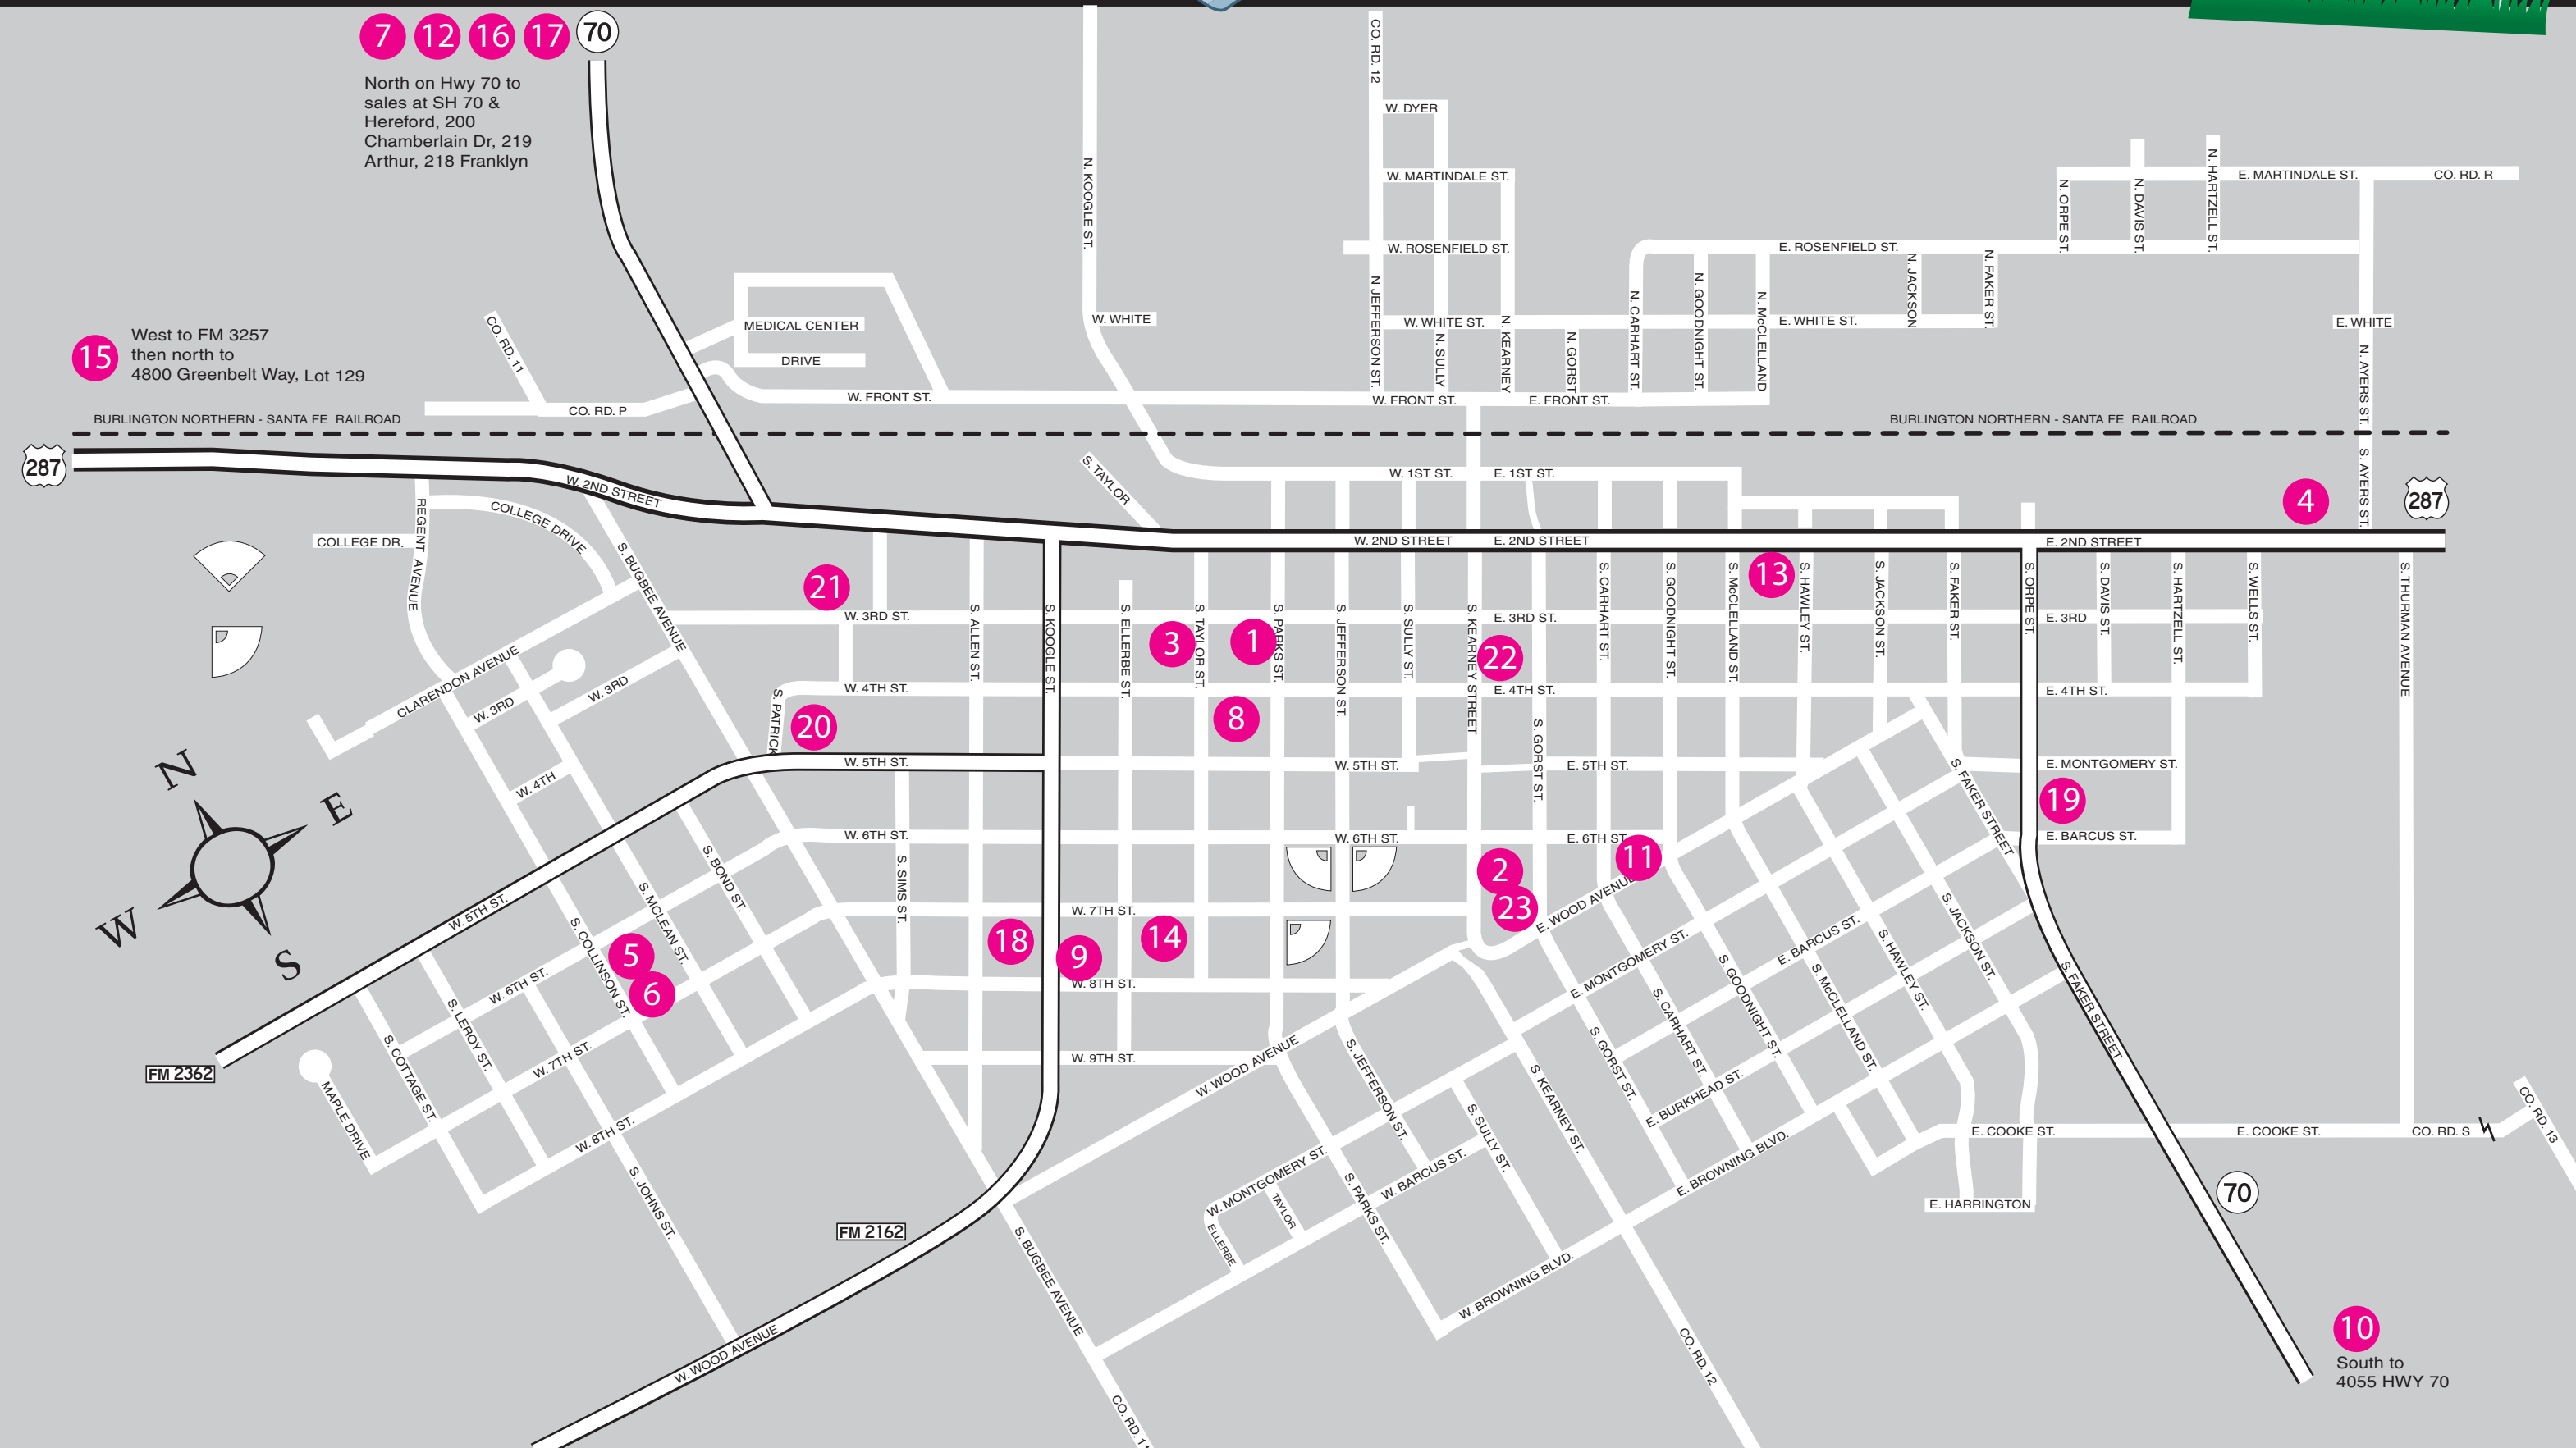 7 12 16 17 70
North on Hwy 70 to
sales at SH 70 &
Hereford, 200
Chamberlain Dr, 219
Arthur, 218 Franklyn
15
West to FM 3257
then north to
4800 Greenbelt Way, Lot 129
BURLINGTON NORTHERN - SANTA FE RAILROAD
BURLINGTON NORTHERN - SANTA FE RAILROAD
287
287
CO. RD. 11
CO. RD. P
MEDICAL CENTER
DRIVE
W. FRONT ST.
N. KOOGLE ST.
W. WHITE
CO. RD. 12
W. DYER
W. MARTINDALE ST.
W. ROSENFIELD ST.
N JEFFERSON ST.
W. WHITE ST.
N. SULLY
N. KEARNEY
N. GORST
N. CARHART ST.
N. GOODNIGHT ST.
N. McCLELLAND
W. FRONT ST.
E. FRONT ST.
E. ROSENFIELD ST.
E. WHITE ST.
N. JACKSON
N. FAKER ST.
N. ORPE ST.
N. DAVIS ST.
N. HARTZELL ST.
E. MARTINDALE ST.
CO. RD. R
E. WHITE
N. AYERS ST.
S. AYERS ST.
4
W. 2ND STREET
S. TAYLOR
W. 1ST ST.
E. 1ST ST.
W. 2ND STREET
E. 2ND STREET
E. 2ND STREET
REGENT AVENUE
COLLEGE DRIVE
COLLEGE DR.
S. BUGBEE AVENUE
CLARENDON AVENUE
W. 3RD
W. 3RD
W. 4TH
21
W. 3RD ST.
S. ALLEN ST.
S. KOOGLE ST.
S. ELLERBE ST.
3
S. TAYLOR ST.
1
S. PARKS ST.
S. JEFFERSON ST.
S. SULLY ST.
S. KEARNEY STREET
22
E. 3RD ST.
S. CARHART ST.
S. GOODNIGHT ST.
S. McCLELLAND ST.
13
S. HAWLEY ST.
S. JACKSON ST.
S. FAKER ST.
S. ORPE ST.
E. 3RD
S. DAVIS ST.
S. HARTZELL ST.
S. WELLS ST.
S. THURMAN AVENUE
S. PATRICK
W. 4TH ST.
E. 4TH ST.
E. 4TH ST.
20
8
S. GORST ST.
W. 5TH ST.
W. 5TH ST.
E. 5TH ST.
E. MONTGOMERY ST.
S. FAKER STREET
19
E. BARCUS ST.
N
E
W
S
W. 6TH ST.
W. 6TH ST.
E. 6TH ST.
11
2
23
E. WOOD AVENUE
S. SIMS ST.
S. BOND ST.
S. MCLEAN ST.
W. 5TH ST.
S. COLLINSON ST.
5
6
W. 6TH ST.
S. LEROY ST.
S. COTTAGE ST.
W. 7TH ST.
W. 8TH ST.
MAPLE DRIVE
FM 2362
S. JOHNS ST.
W. 7TH ST.
18
9
14
W. 8TH ST.
W. 9TH ST.
W. WOOD AVENUE
E. MONTGOMERY ST.
E. BARCUS ST.
S. GOODNIGHT ST.
S. McCLELLAND ST.
S. HAWLEY ST.
S. JACKSON ST.
S. CARHART ST.
S. GORST ST.
E. BURKHEAD ST.
S. KEARNEY ST.
S. JEFFERSON ST.
S. SULLY ST.
E. BROWNING BLVD.
W. MONTGOMERY ST.
W. BARCUS ST.
TAYLOR
ELLERBE
S. PARKS ST.
W. BROWNING BLVD.
S. FAKER STREET
E. COOKE ST.
E. COOKE ST.
CO. RD. S
CO. RD. 13
E. HARRINGTON
70
FM 2162
W. WOOD AVENUE
S. BUGBEE AVENUE
CO. RD. 11
CO. RD. 12
10
South to
4055 HWY 70